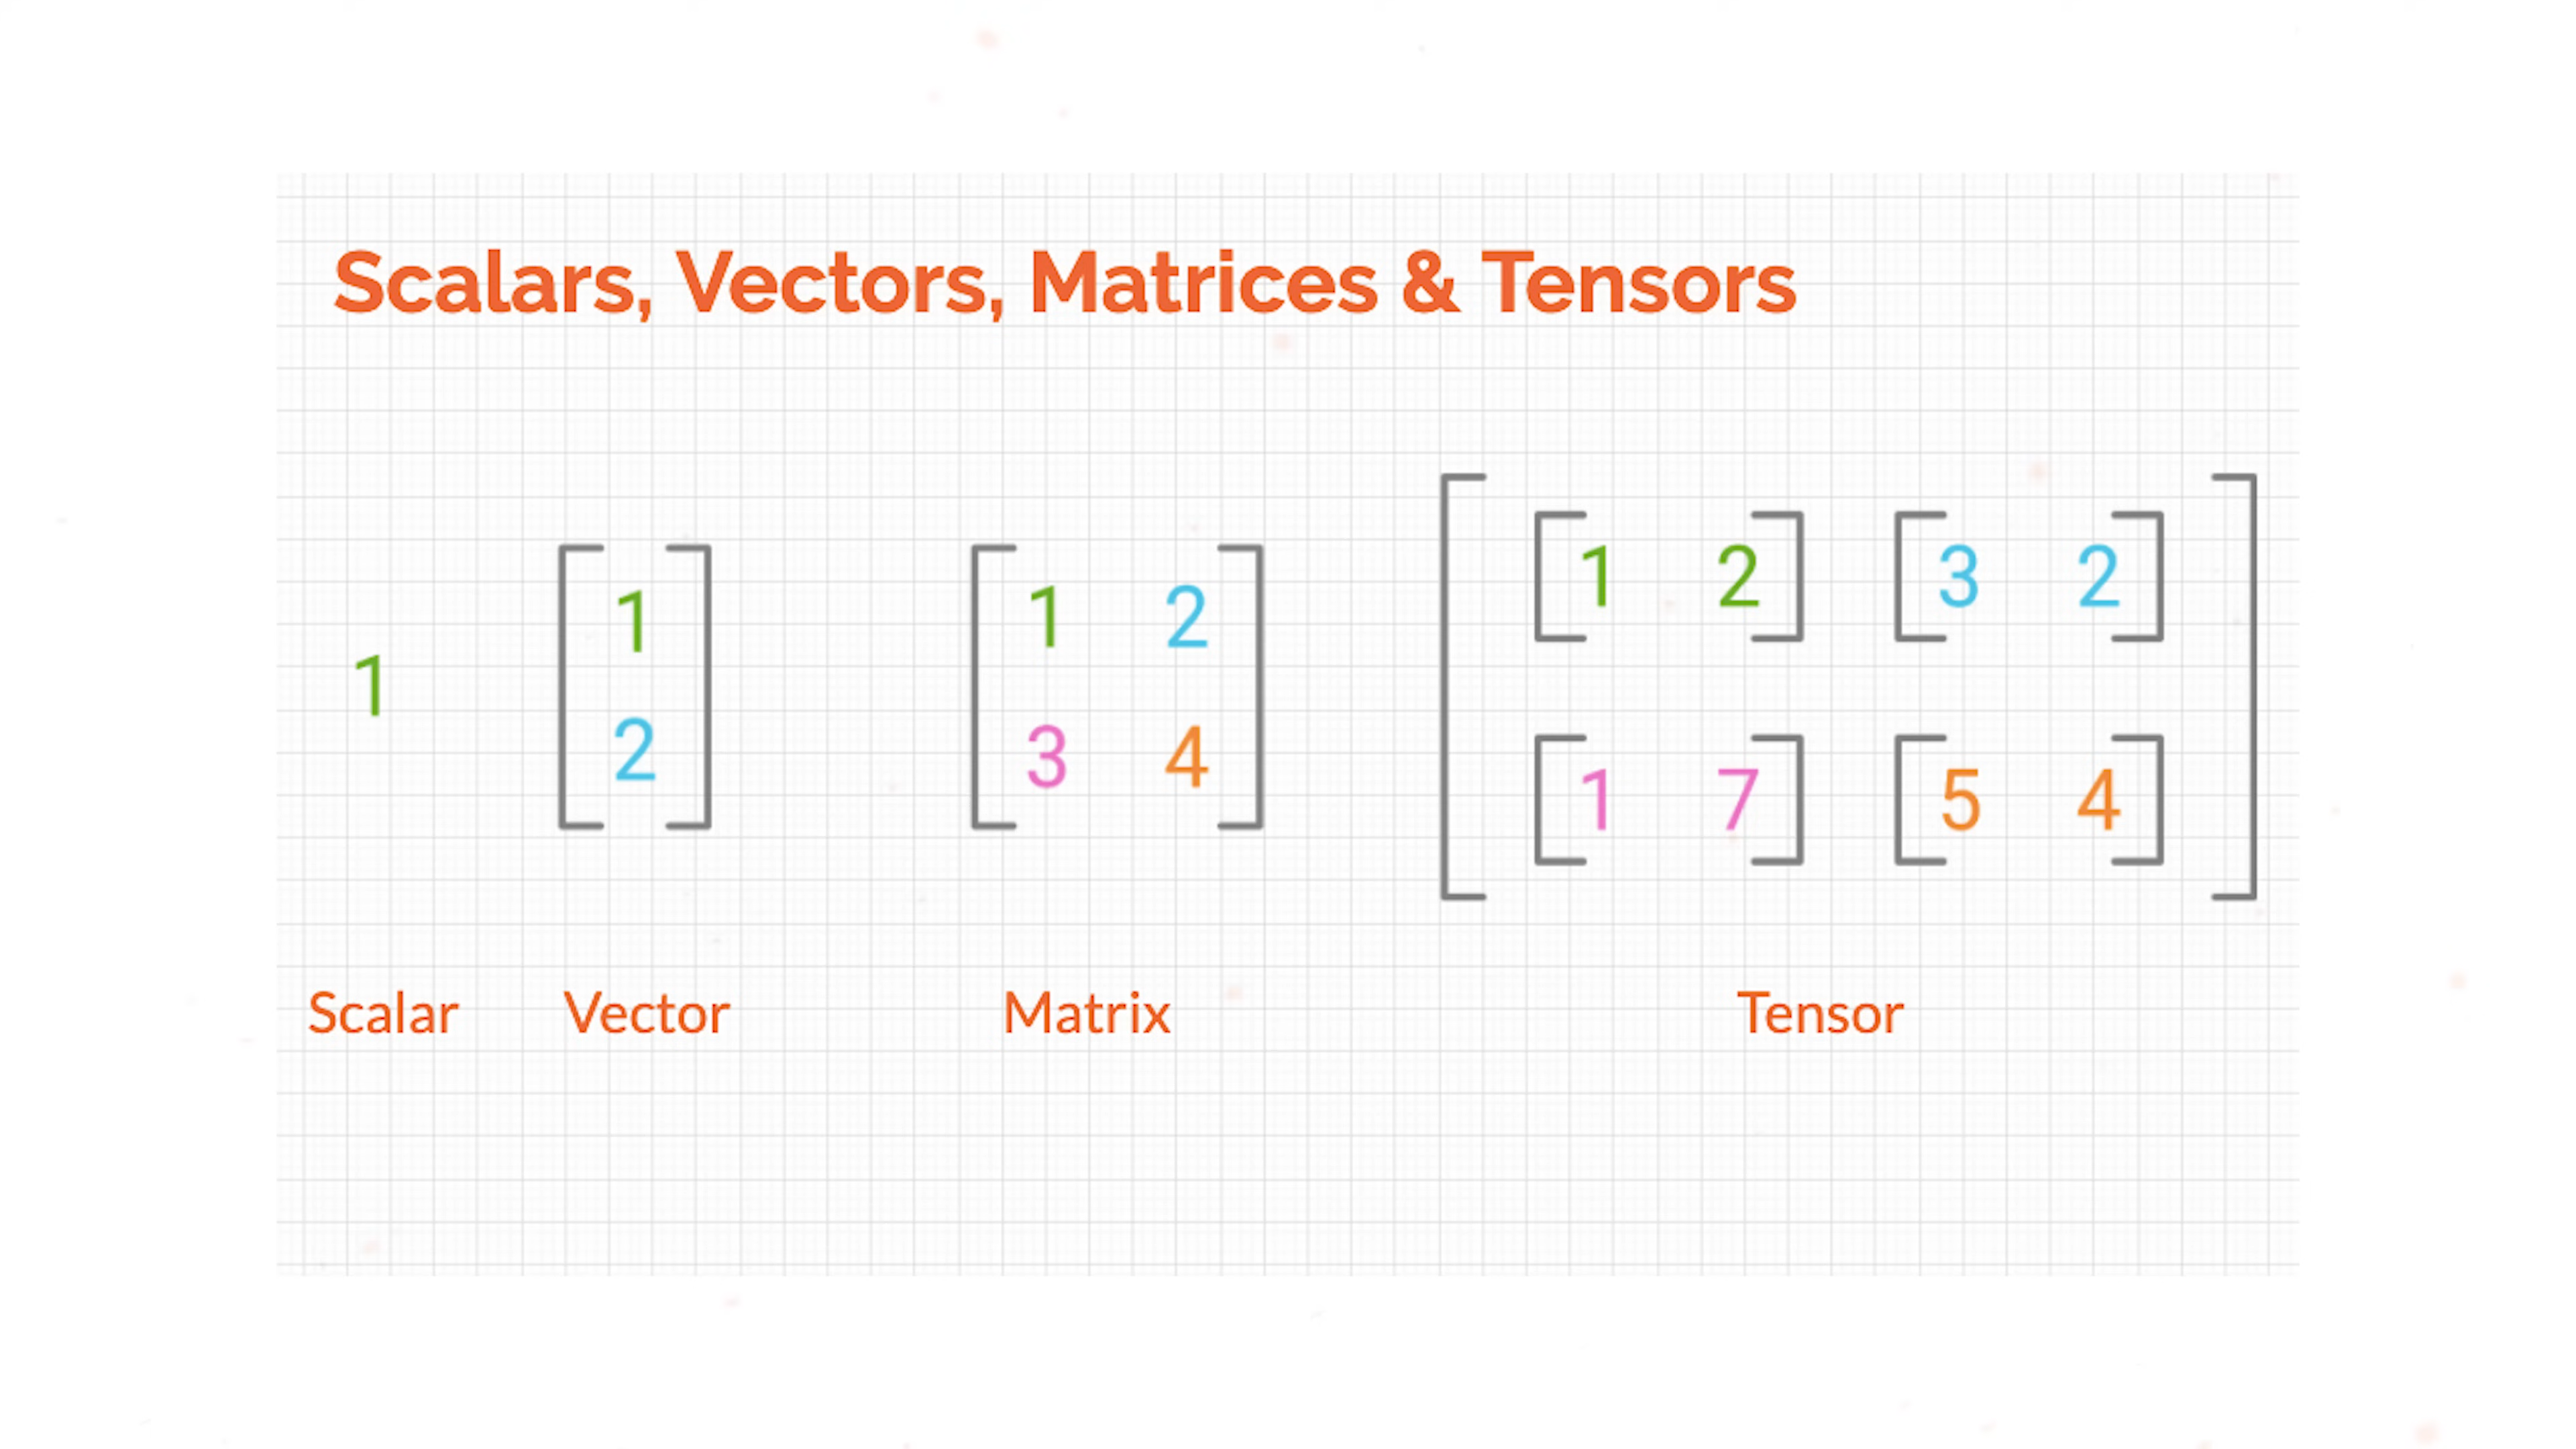 Scalars, Vectors, Matrices & Tensors
1
1
2
1 2
3 4
1 2 3 2
1 7 5 4
Scalar Vector Matrix Tensor